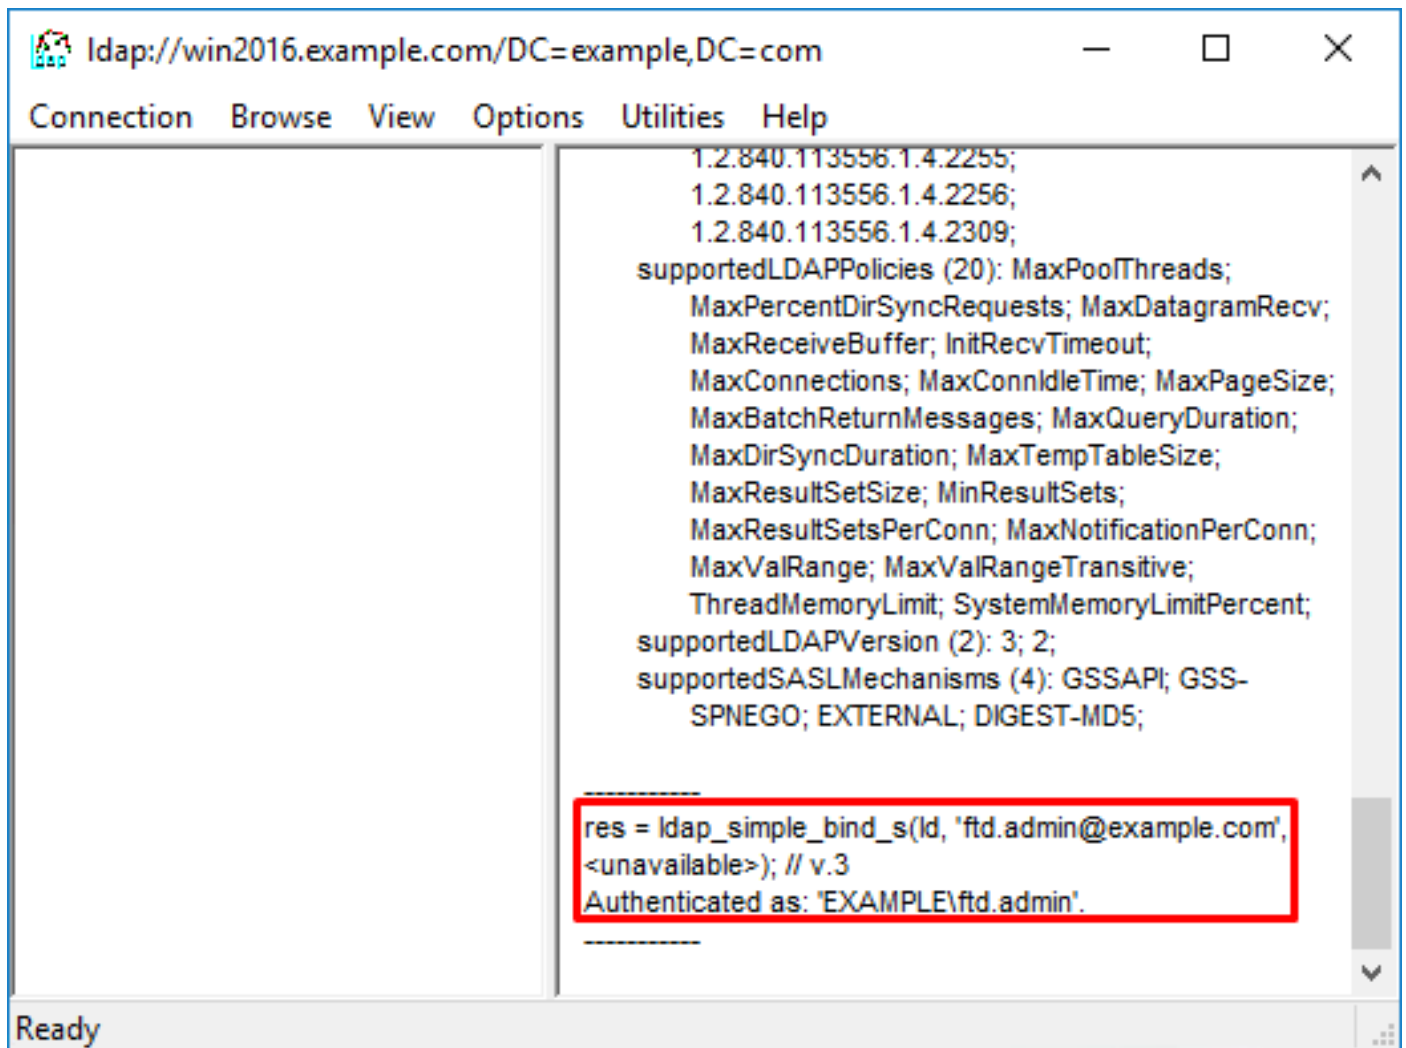 ldap://win2016.example.com/DC=example,DC=com
Connection Browse View Options Utilities Help
1.2.840.113556.1.4.2255;
1.2.840.113556.1.4.2256;
1.2.840.113556.1.4.2309;
supportedLDAPPolicies (20): MaxPoolThreads;
MaxPercentDirSyncRequests; MaxDatagramRecv;
MaxReceiveBuffer; InitRecvTimeout;
MaxConnections; MaxConnIdleTime; MaxPageSize;
MaxBatchReturnMessages; MaxQueryDuration;
MaxDirSyncDuration; MaxTempTableSize;
MaxResultSetSize; MinResultSets;
MaxResultSetsPerConn; MaxNotificationPerConn;
MaxValRange; MaxValRangeTransitive;
ThreadMemoryLimit; SystemMemoryLimitPercent;
supportedLDAPVersion (2): 3; 2;
supportedSASLMechanisms (4): GSSAPI; GSS-
SPNEGO; EXTERNAL; DIGEST-MD5;
-----------
res = ldap_simple_bind_s(ld, 'ftd.admin@example.com',
<unavailable>); // v.3
Authenticated as: 'EXAMPLE\ftd.admin'.
-----------
Ready